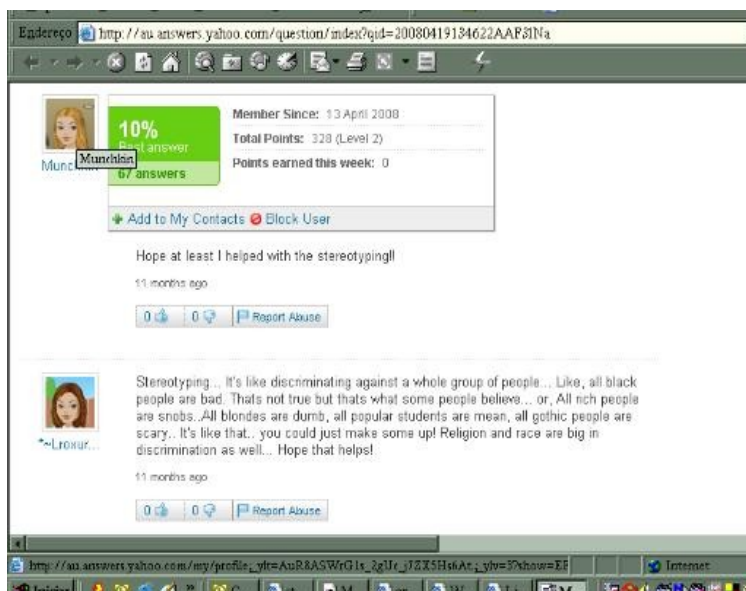 Endereço http://au.answers.yahoo.com/question/index?qid=20080419134622AAF31Na
10%
Best answer
67 answers
Member Since: 13 April 2008
Total Points: 328 (Level 2)
Points earned this week: 0
Munchkin
Add to My Contacts Block User
Hope at least I helped with the stereotyping!!
11 months ago
0 0 Report Abuse
Stereotyping... It's like discriminating against a whole group of people... Like, all black
people are bad. Thats not true but thats what some people believe... or, All rich people
are snobs..All blondes are dumb, all popular students are mean, all gothic people are
scary.. It's like that.. you could just make some up! Religion and race are big in
discrimination as well... Hope that helps!
*~Lroxur...
11 months ago
0 0 Report Abuse
Internet
Iniciar